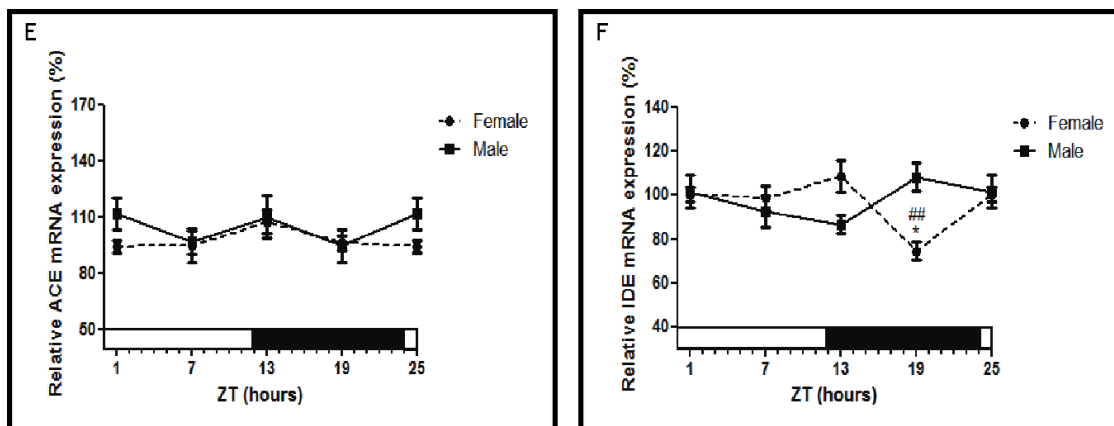 E
Relative ACE mRNA expression (%)
170
140
110
80
50
Female
Male
1 7 13 19 25
ZT (hours)
F
Relative IDE mRNA expression (%)
140
120
100
80
60
40
Female
Male
##
*
1 7 13 19 25
ZT (hours)